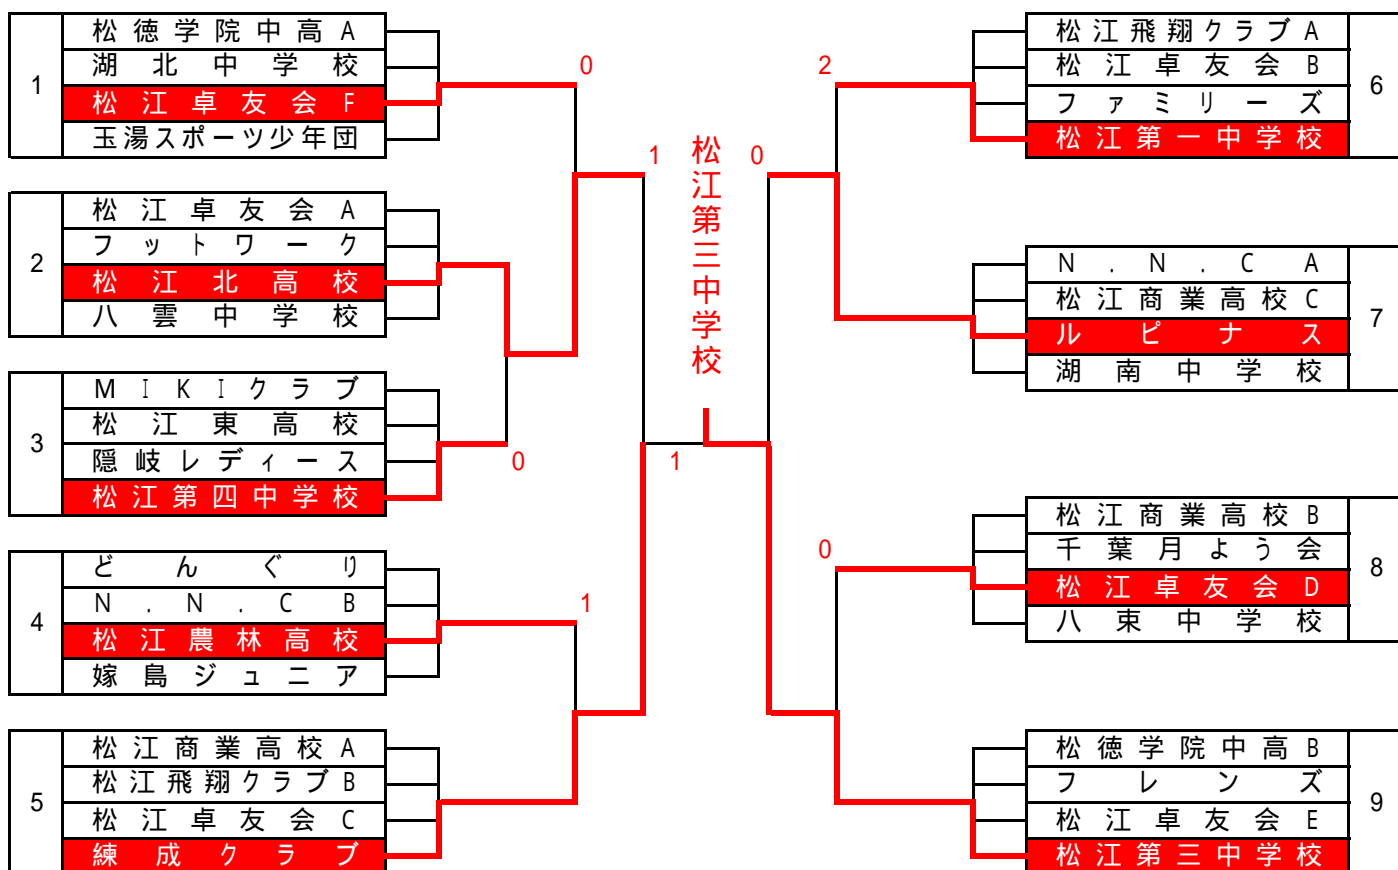 1
松徳学院中高A
湖北中学校
松江卓友会F
玉湯スポーツ少年団
2
松江卓友会A
フットワーク
松江北高校
八雲中学校
3
MIKIクラブ
松江東高校
隠岐レディース
松江第四中学校
4
どんぐり
N.N.C B
松江農林高校
嫁島ジュニア
5
松江商業高校A
松江飛翔クラブB
松江卓友会C
練成クラブ
0
1
0
1
1
松江第三中学校
2
0
0
松江飛翔クラブA
松江卓友会B
ファミリーズ
松江第一中学校
6
N.N.C A
松江商業高校C
ルピナス
湖南中学校
7
松江商業高校B
千葉月よう会
松江卓友会D
八束中学校
8
松徳学院中高B
フレンズ
松江卓友会E
松江第三中学校
9